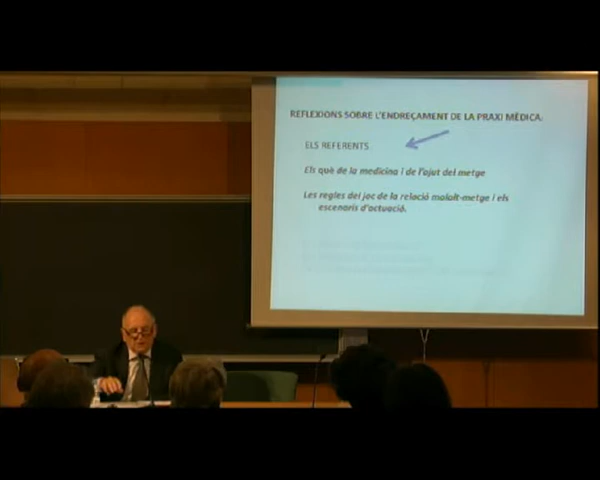 REFLEXIONS SOBRE L'ENDREÇAMENT DE LA PRAXI MÈDICA.
ELS REFERENTS
Els què de la medicina i de l'ajut del metge
Les regles del joc de la relació malalt-metge i els
escenaris d'actuació.